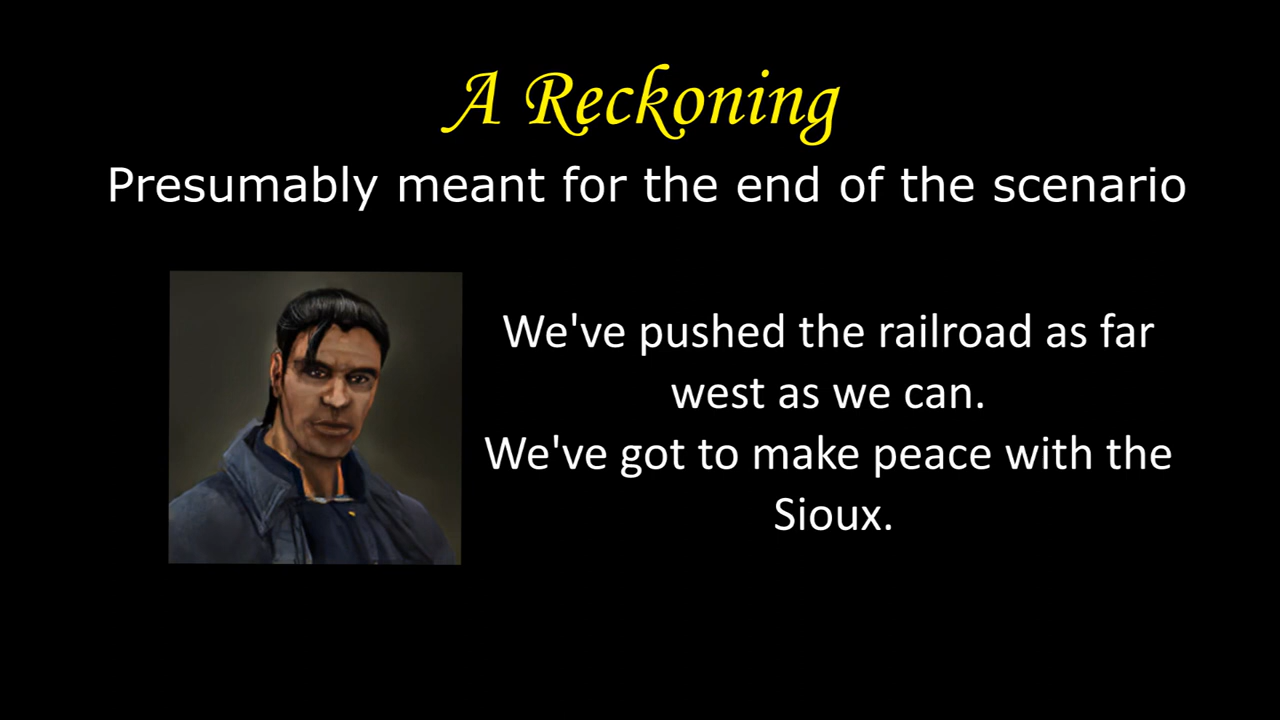 A Reckoning
Presumably meant for the end of the scenario
We've pushed the railroad as far
west as we can.
We've got to make peace with the
Sioux.